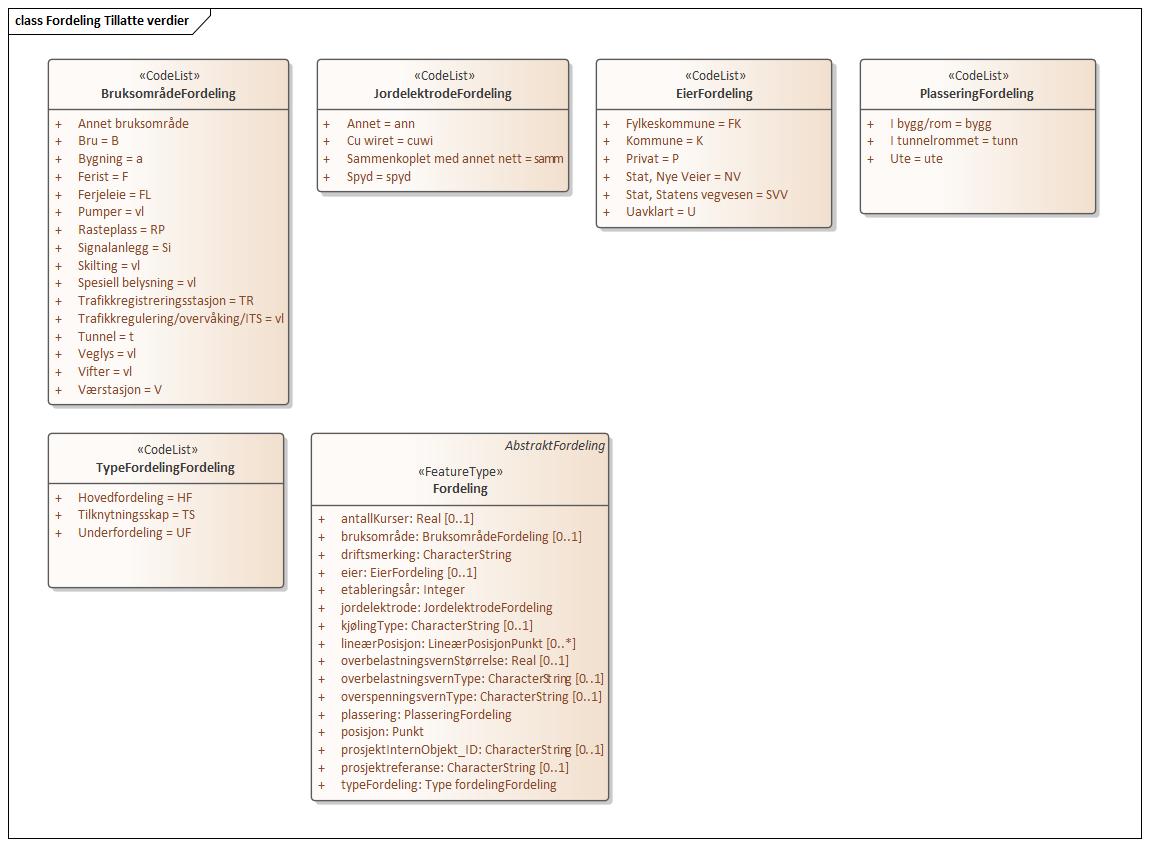 class Fordeling Tillatte verdier
«CodeList»
BruksområdeFordeling
+ Annet bruksområde
+ Bru = B
+ Bygning = a
+ Ferist = F
+ Ferjeleie = FL
+ Pumper = vl
+ Rasteplass = RP
+ Signalanlegg = Si
+ Skilting = vl
+ Spesiell belysning = vl
+ Trafikkregistreringsstasjon = TR
+ Trafikkregulering/overvåking/ITS = vl
+ Tunnel = t
+ Veglys = vl
+ Vifter = vl
+ Værstasjon = V
«CodeList»
JordelektrodeFordeling
+ Annet = ann
+ Cu wiret = cuwi
+ Sammenkoplet med annet nett = samm
+ Spyd = spyd
«CodeList»
EierFordeling
+ Fylkeskommune = FK
+ Kommune = K
+ Privat = P
+ Stat, Nye Veier = NV
+ Stat, Statens vegvesen = SVV
+ Uavklart = U
«CodeList»
PlasseringFordeling
+ I bygg/rom = bygg
+ I tunnelrommet = tunn
+ Ute = ute
«CodeList»
TypeFordelingFordeling
+ Hovedfordeling = HF
+ Tilknytningsskap = TS
+ Underfordeling = UF
AbstraktFordeling
«FeatureType»
Fordeling
+ antallKurser: Real [0..1]
+ bruksområde: BruksområdeFordeling [0..1]
+ driftsmerking: CharacterString
+ eier: EierFordeling [0..1]
+ etableringsår: Integer
+ jordelektrode: JordelektrodeFordeling
+ kjølingType: CharacterString [0..1]
+ lineærPosisjon: LineærPosisjonPunkt [0..*]
+ overbelastningsvernStørrelse: Real [0..1]
+ overbelastningsvernType: CharacterString [0..1]
+ overspenningsvernType: CharacterString [0..1]
+ plassering: PlasseringFordeling
+ posisjon: Punkt
+ prosjektInternObjekt_ID: CharacterString [0..1]
+ prosjektreferanse: CharacterString [0..1]
+ typeFordeling: Type fordelingFordeling